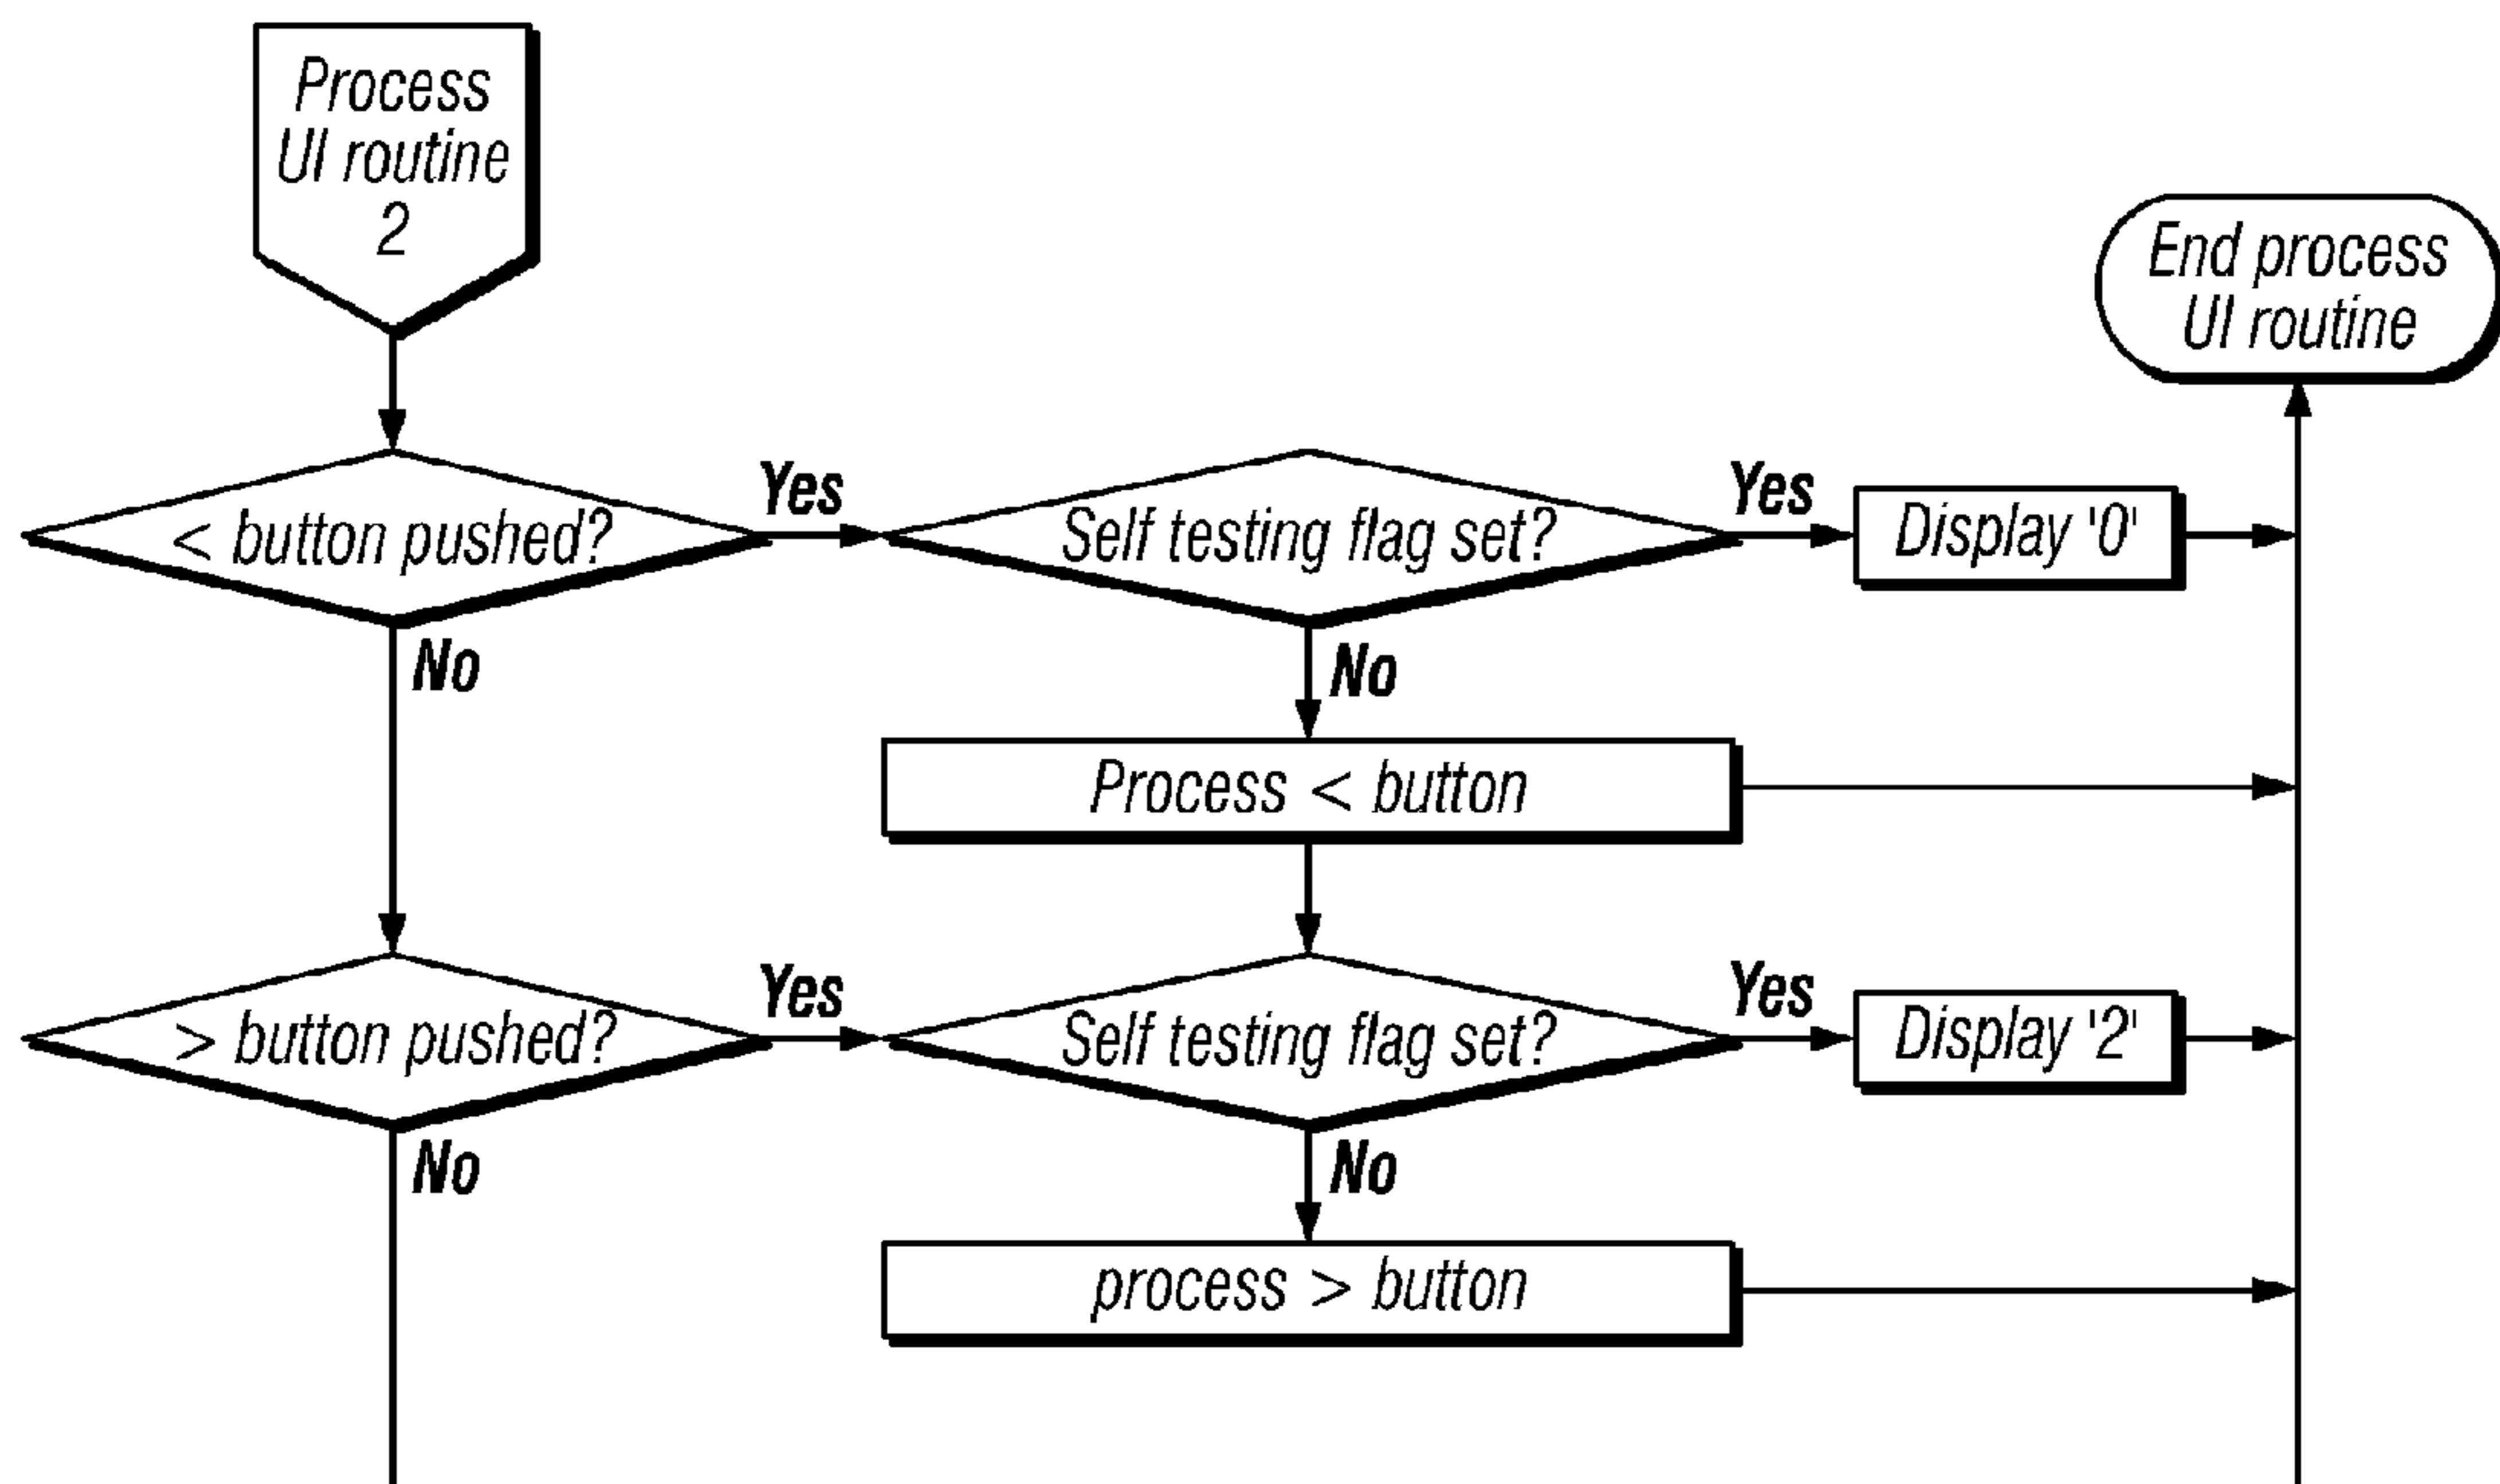 Process
UI routine
2
End process
UI routine
< button pushed?
Yes
Self testing flag set?
Yes
Display '0'
No
No
Process < button
> button pushed?
Yes
Self testing flag set?
Yes
Display '2'
No
No
process > button